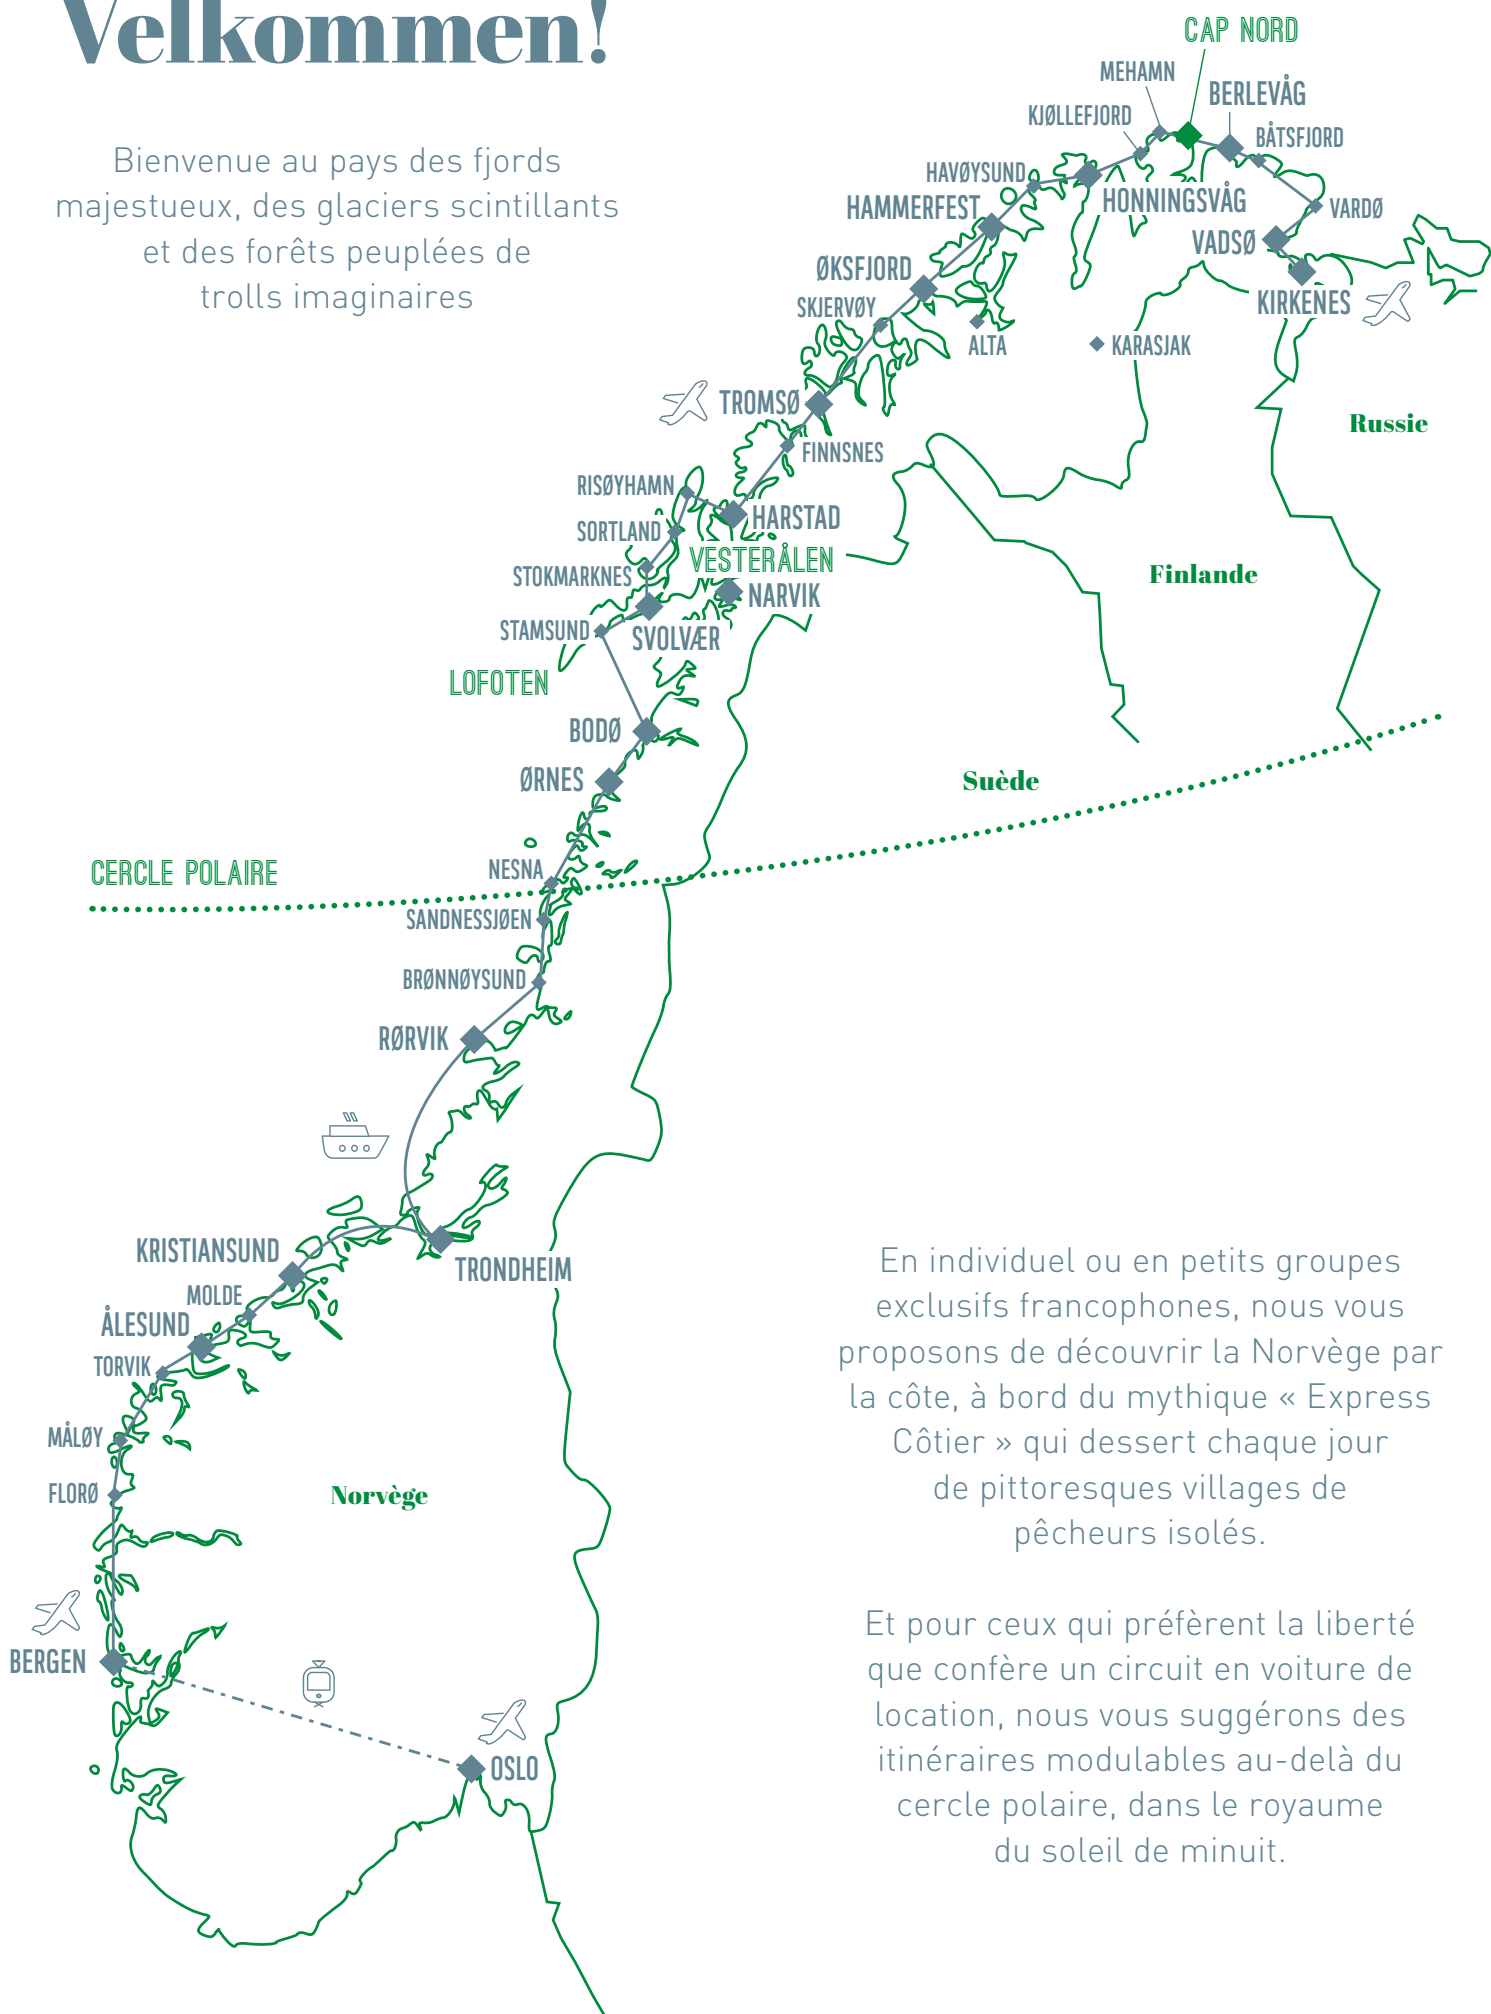 Velkommen!
Bienvenue au pays des fjords
majestueux, des glaciers scintillants
et des forêts peuplées de
trolls imaginaires
CAP NORD
MEHAMN
BERLEVÅG
KJØLLEFJORD
BÅTSFJORD
HAVØYSUND
HONNINGSVÅG
HAMMERFEST
VARDØ
VADSØ
ØKSFJORD
KIRKENES
SKJERVØY
ALTA
KARASJAK
TROMSØ
Russie
FINNSNES
RISØYHAMN
HARSTAD
SORTLAND
VESTERÅLEN
STOKMARKNES
Finlande
NARVIK
STAMSUND
SVOLVÆR
LOFOTEN
BODØ
ØRNES
Suède
NESNA
CERCLE POLAIRE
SANDNESSJØEN
BRØNNØYSUND
RØRVIK
KRISTIANSUND
TRONDHEIM
MOLDE
ÅLESUND
TORVIK
MÅLØY
FLORØ
Norvège
BERGEN
OSLO
En individuel ou en petits groupes
exclusifs francophones, nous vous
proposons de découvrir la Norvège par
la côte, à bord du mythique « Express
Côtier » qui dessert chaque jour
de pittoresques villages de
pêcheurs isolés.
Et pour ceux qui préfèrent la liberté
que confère un circuit en voiture de
location, nous vous suggérons des
itinéraires modulables au-delà du
cercle polaire, dans le royaume
du soleil de minuit.